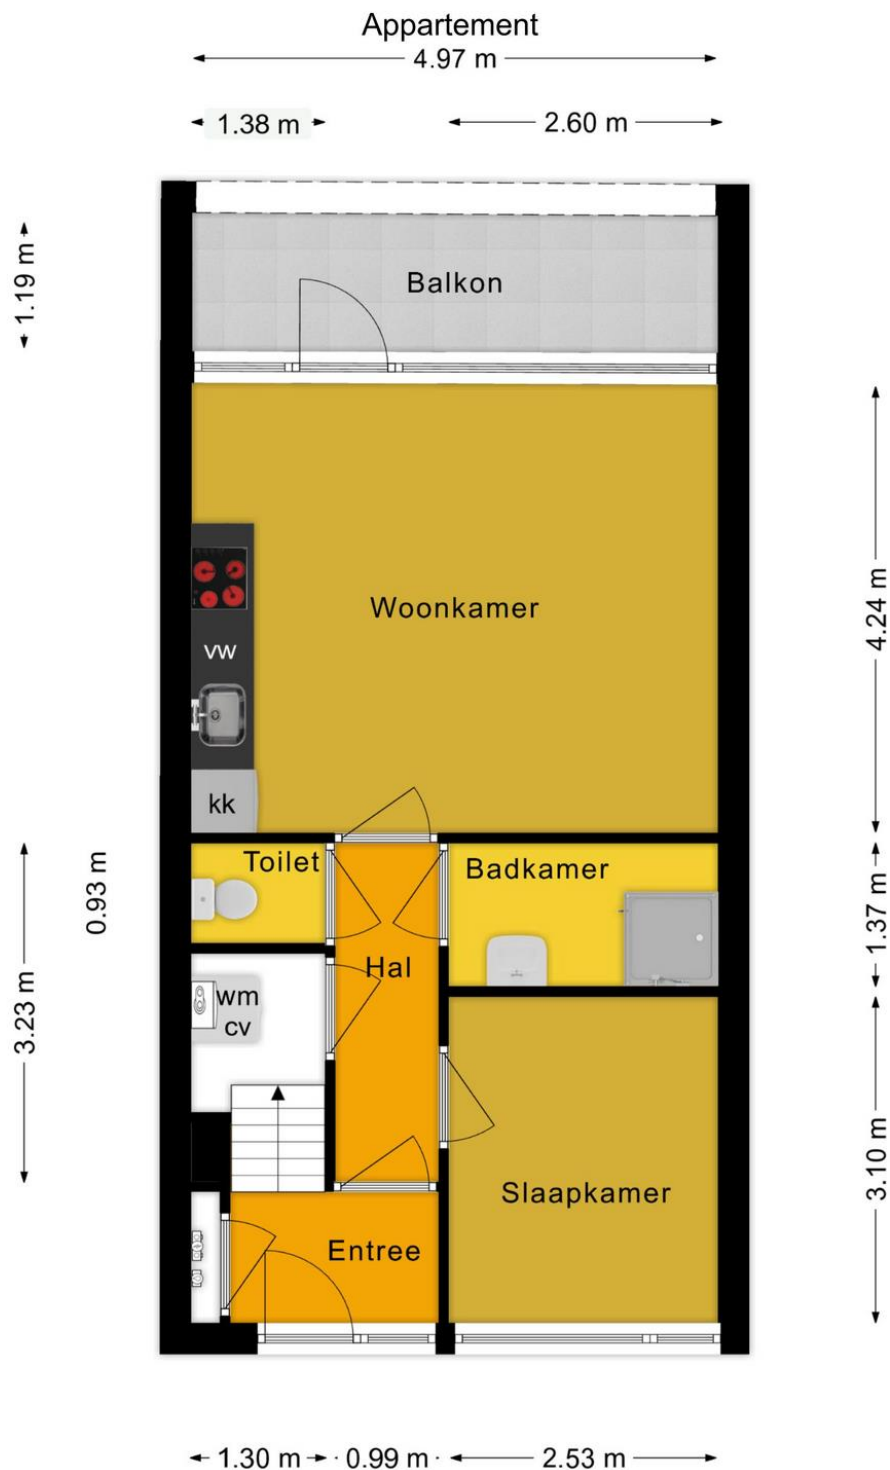 Appartement
4.97 m
1.38 m
2.60 m
1.19 m
Balkon
4.24 m
Woonkamer
vw
kk
Toilet
Badkamer
0.93 m
1.37 m
Hal
wm
cv
3.23 m
3.10 m
Slaapkamer
Entree
1.30 m
0.99 m
2.53 m